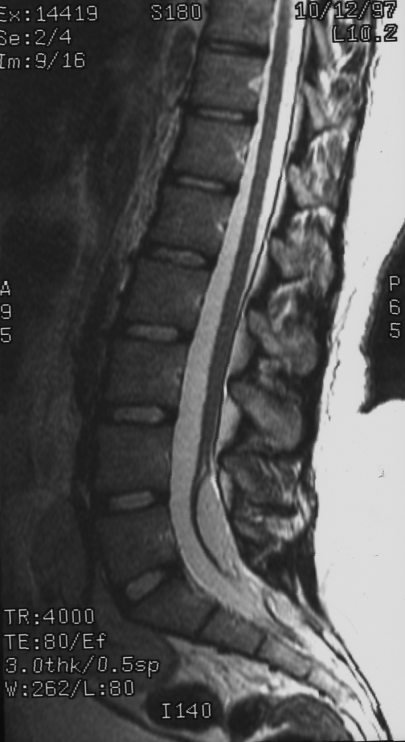 Ex:14419
Se:2/4
Im:9/16
S180
10/12/97
L10.2
A
9
5
P
6
5
TR:4000
TE:80/Ef
3.0thk/0.5sp
W:262/L:80
I140